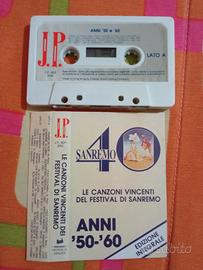 ANNI '50 e '60
J.P.
LATO A
J.P.
LE CANZONI VINCENTI DEL
FESTIVAL DI SANREMO
40
SANREMO
LE CANZONI VINCENTI
DEL FESTIVAL DI SANREMO
ANNI
'50-'60
EDIZIONE
INTEGRALE
subito